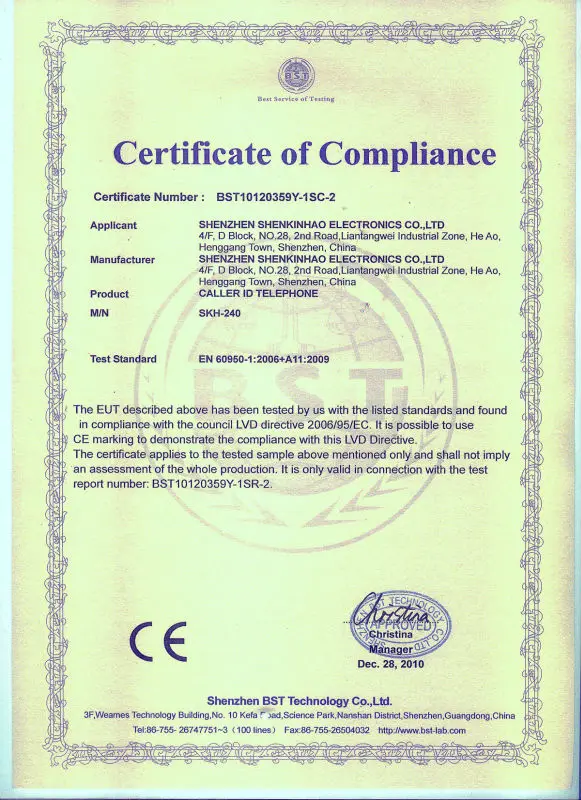 BST
Best Service of Testing
Certificate of Compliance
Certificate Number : BST10120359Y-1SC-2
Applicant SHENZHEN SHENKINHAO ELECTRONICS CO.,LTD
4/F, D Block, NO.28, 2nd Road,Liantangwei Industrial Zone, He Ao,
Henggang Town, Shenzhen, China
Manufacturer SHENZHEN SHENKINHAO ELECTRONICS CO.,LTD
4/F, D Block, NO.28, 2nd Road,Liantangwei Industrial Zone, He Ao,
Henggang Town, Shenzhen, China
Product CALLER ID TELEPHONE
M/N SKH-240
Test Standard EN 60950-1:2006+A11:2009
BST
The EUT described above has been tested by us with the listed standards and found
in compliance with the council LVD directive 2006/95/EC. It is possible to use
CE marking to demonstrate the compliance with this LVD Directive.
The certificate applies to the tested sample above mentioned only and shall not imply
an assessment of the whole production. It is only valid in connection with the test
report number: BST10120359Y-1SR-2.
CE
SHENZHEN BST TECHNOLOGY CO.,LTD
APPROVED
Christina
Christina
Manager
Dec. 28, 2010
Shenzhen BST Technology Co.,Ltd.
3F,Weames Technology Building,No. 10 Kefa Road,Science Park,Nanshan District,Shenzhen,Guangdong,China
Tel:86-755- 26747751~3 (100 lines) Fax:86-755-26504032 http://www.bst-lab.com